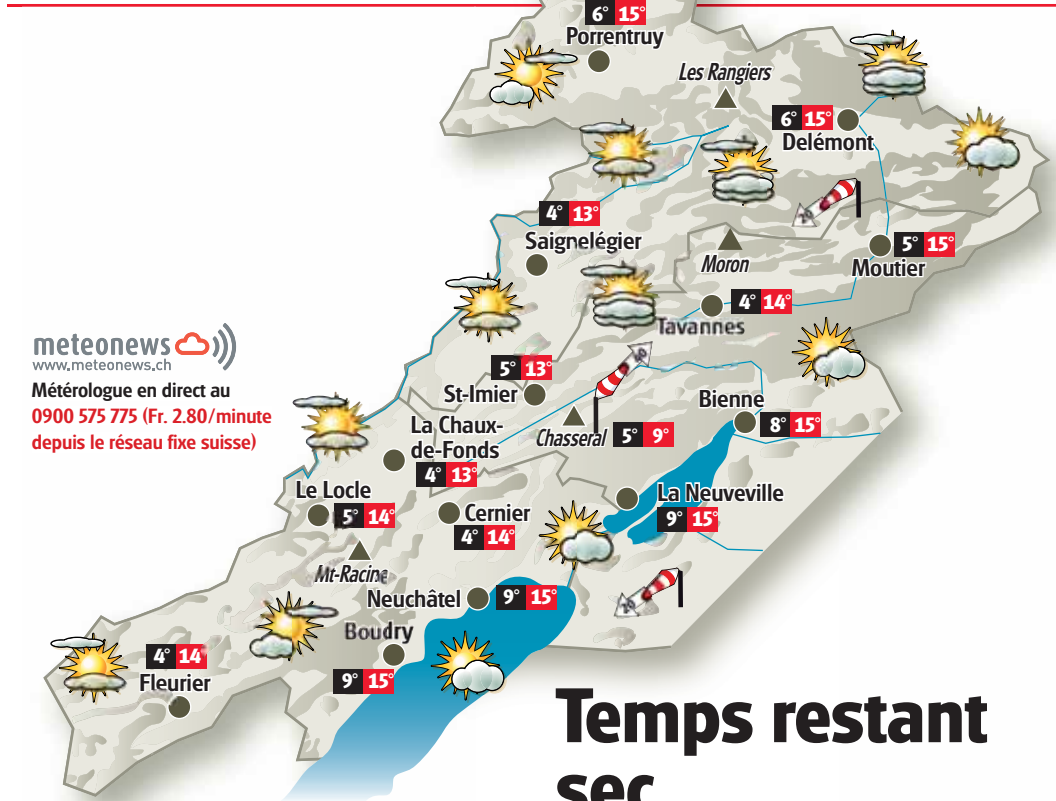 6° 15°
Porrentruy
Les Rangiers
6° 15°
Delémont
20
4° 13°
Saignelégier
Moron
5° 15°
Moutier
4° 14°
Tavannes
meteonews
www.meteonews.ch
Métérologue en direct au
0900 575 775 (Fr. 2.80/minute
depuis le réseau fixe suisse)
5° 13°
St-Imier
Chasseral 5° 9°
Bienne
8° 15°
La Chaux-
de-Fonds
4° 13°
Le Locle
5° 14°
Cernier
4° 14°
La Neuveville
9° 15°
Mt-Racine
Neuchâtel 9° 15°
20
Boudry
9° 15°
4° 14°
Fleurier
Temps restant
sec